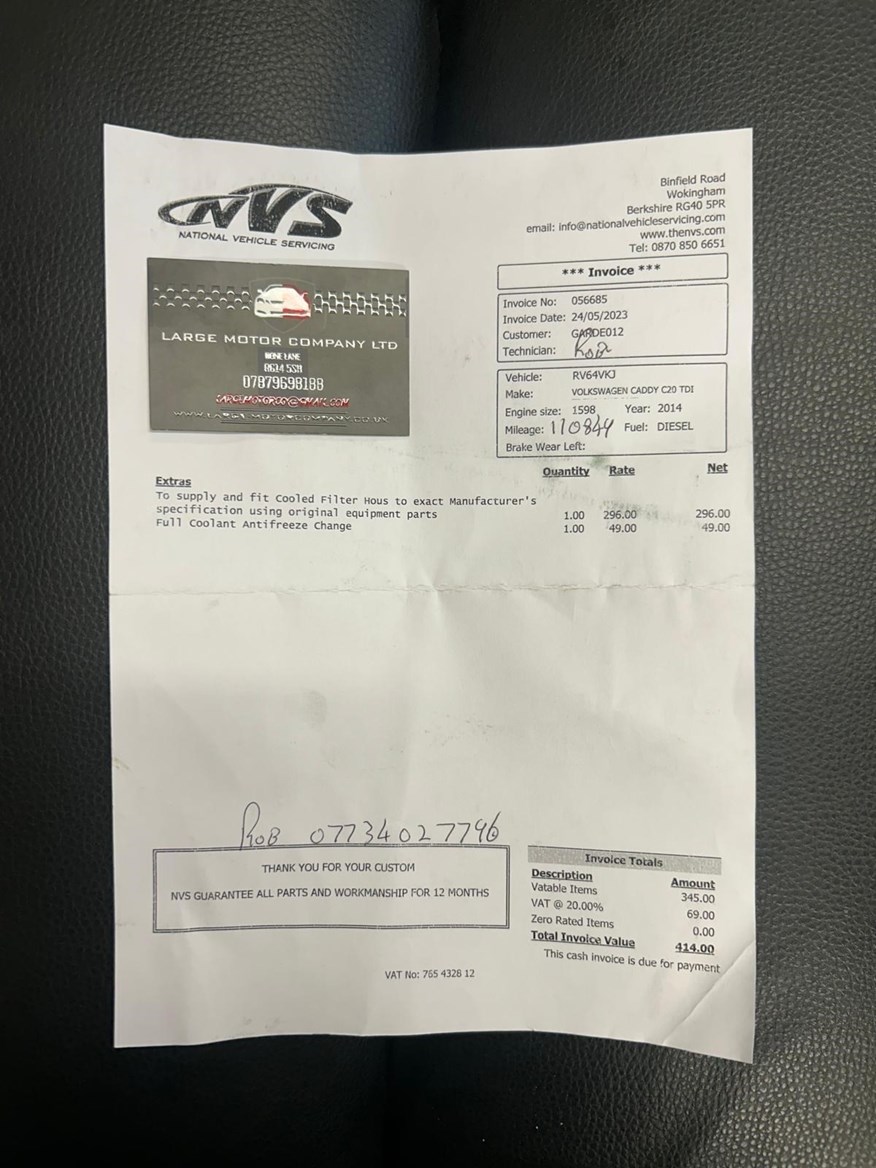 NVS
NATIONAL VEHICLE SERVICING
Binfield Road
Wokingham
Berkshire RG40 5PR
email: info@nationalvehicleservicing.com
www.thenvs.com
Tel: 0870 850 6651
LARGE MOTOR COMPANY LTD
LANE
07879698188
*** Invoice ***
Invoice No: 056685
Invoice Date: 24/05/2023
Customer: GARDE012
Technician: Rob
Vehicle: RV64VKJ
Make: VOLKSWAGEN CADDY C20 TDI
Engine size: 1598 Year: 2014
Mileage: 110844 Fuel: DIESEL
Brake Wear Left:
Quantity Rate Net
Extras
To supply and fit Cooled Filter Hous to exact Manufacturer's
specification using original equipment parts 1.00 296.00 296.00
Full Coolant Antifreeze Change 1.00 49.00 49.00
ROB 07734027796
THANK YOU FOR YOUR CUSTOM
NVS GUARANTEE ALL PARTS AND WORKMANSHIP FOR 12 MONTHS
Invoice Totals
Description Amount
Vatable Items 345.00
VAT @ 20.00% 69.00
Zero Rated Items 0.00
Total Invoice Value 414.00
This cash invoice is due for payment
VAT No: 765 4328 12